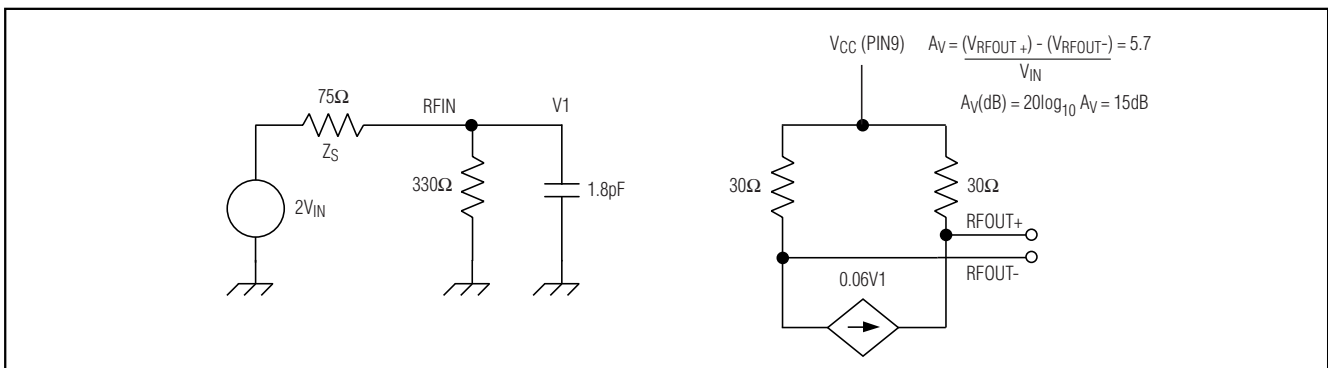 75Ω
RFIN
V1
ZS
330Ω
1.8pF
2VIN
VCC (PIN9)
AV = (VRFOUT +) - (VRFOUT-) = 5.7
VIN
AV(dB) = 20log10 AV = 15dB
30Ω
30Ω
RFOUT+
RFOUT-
0.06V1